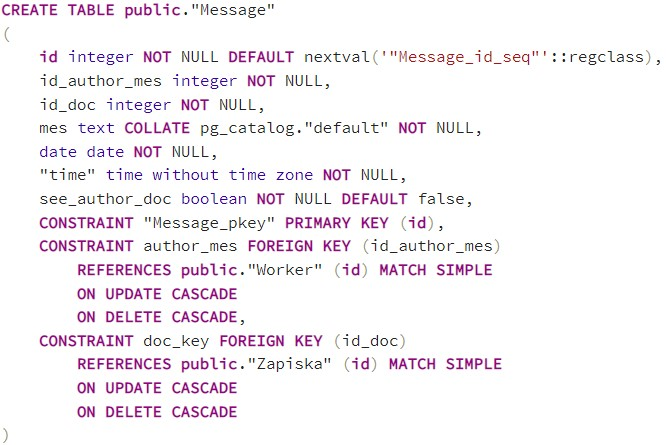 CREATE TABLE public."Message"
(
    id integer NOT NULL DEFAULT nextval('"Message_id_seq"'::regclass),
    id_author_mes integer NOT NULL,
    id_doc integer NOT NULL,
    mes text COLLATE pg_catalog."default" NOT NULL,
    date date NOT NULL,
    "time" time without time zone NOT NULL,
    see_author_doc boolean NOT NULL DEFAULT false,
    CONSTRAINT "Message_pkey" PRIMARY KEY (id),
    CONSTRAINT author_mes FOREIGN KEY (id_author_mes)
        REFERENCES public."Worker" (id) MATCH SIMPLE
        ON UPDATE CASCADE
        ON DELETE CASCADE,
    CONSTRAINT doc_key FOREIGN KEY (id_doc)
        REFERENCES public."Zapiska" (id) MATCH SIMPLE
        ON UPDATE CASCADE
        ON DELETE CASCADE
)